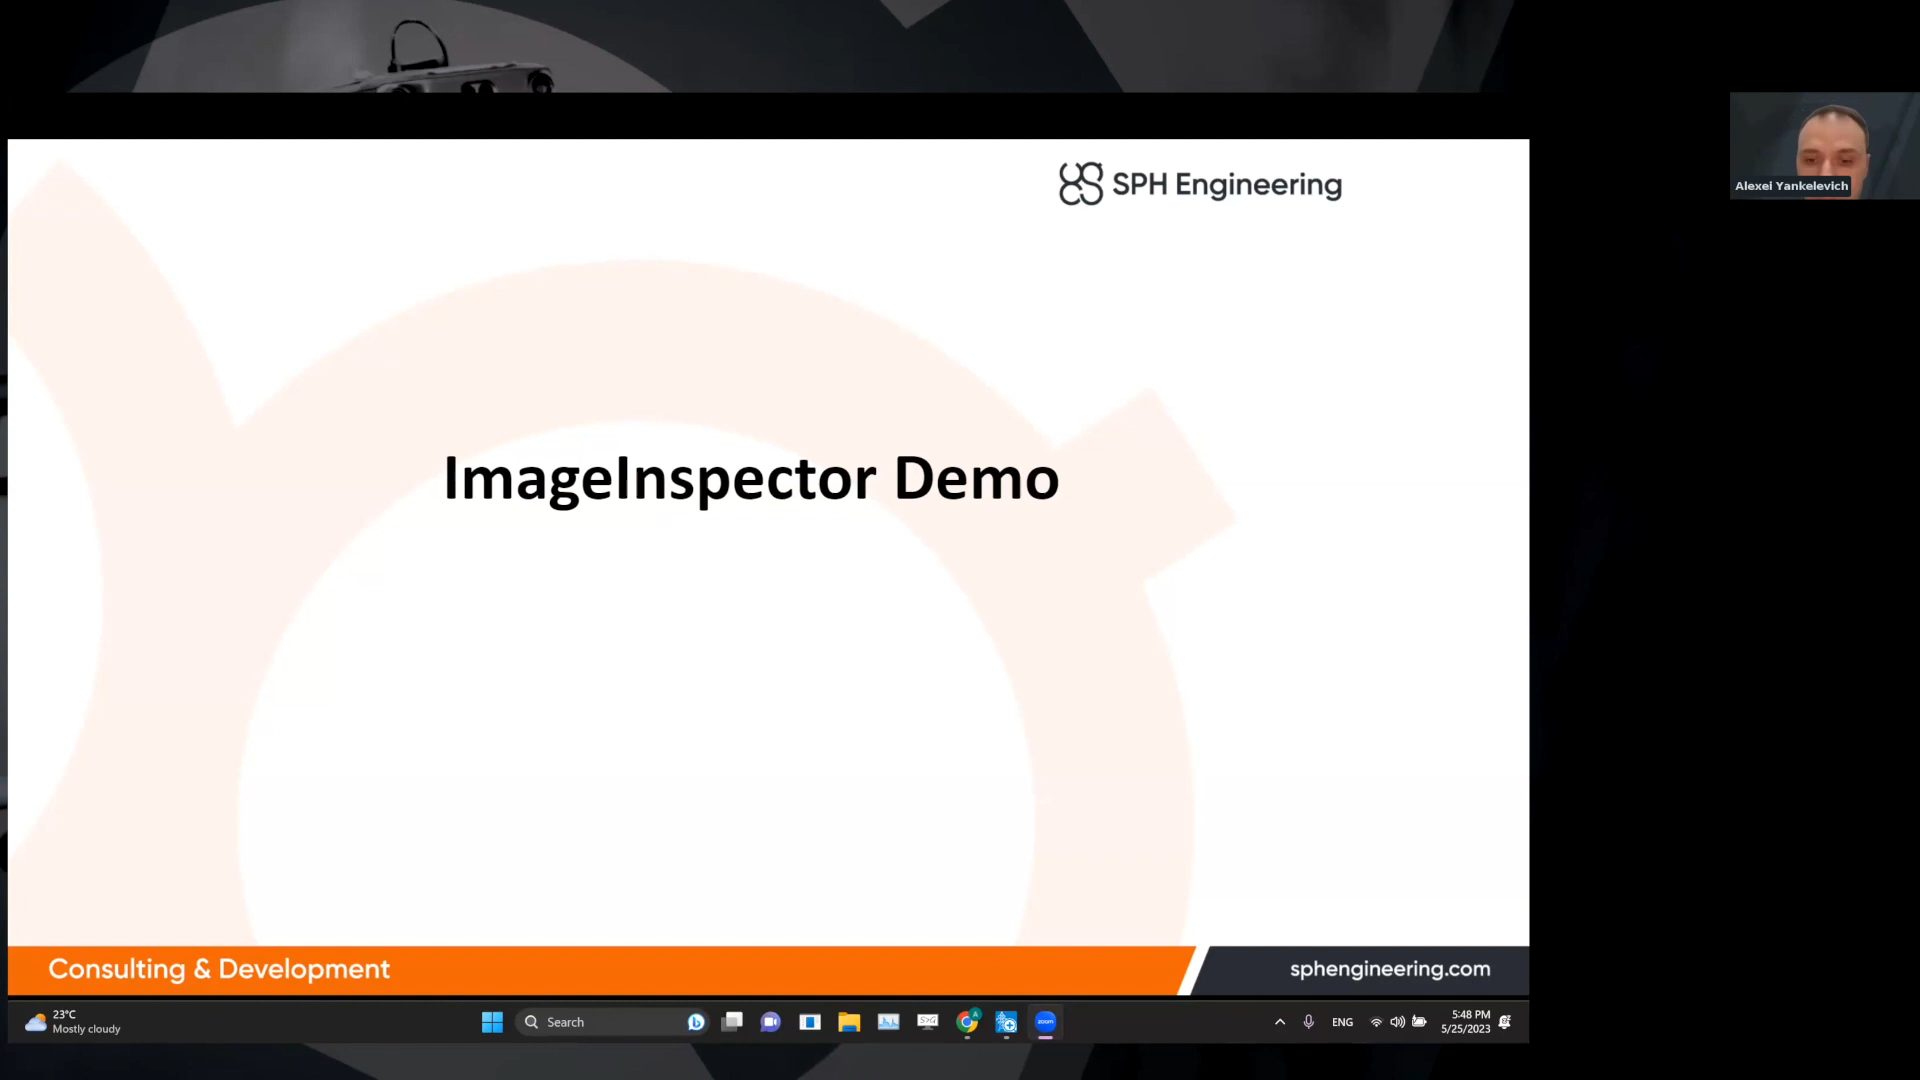 SPH Engineering
Alexei Yankelevich
ImageInspector Demo
Consulting & Development
sphengineering.com
23°C
Mostly cloudy
Search
ENG
zoom
5:48 PM
5/25/2023